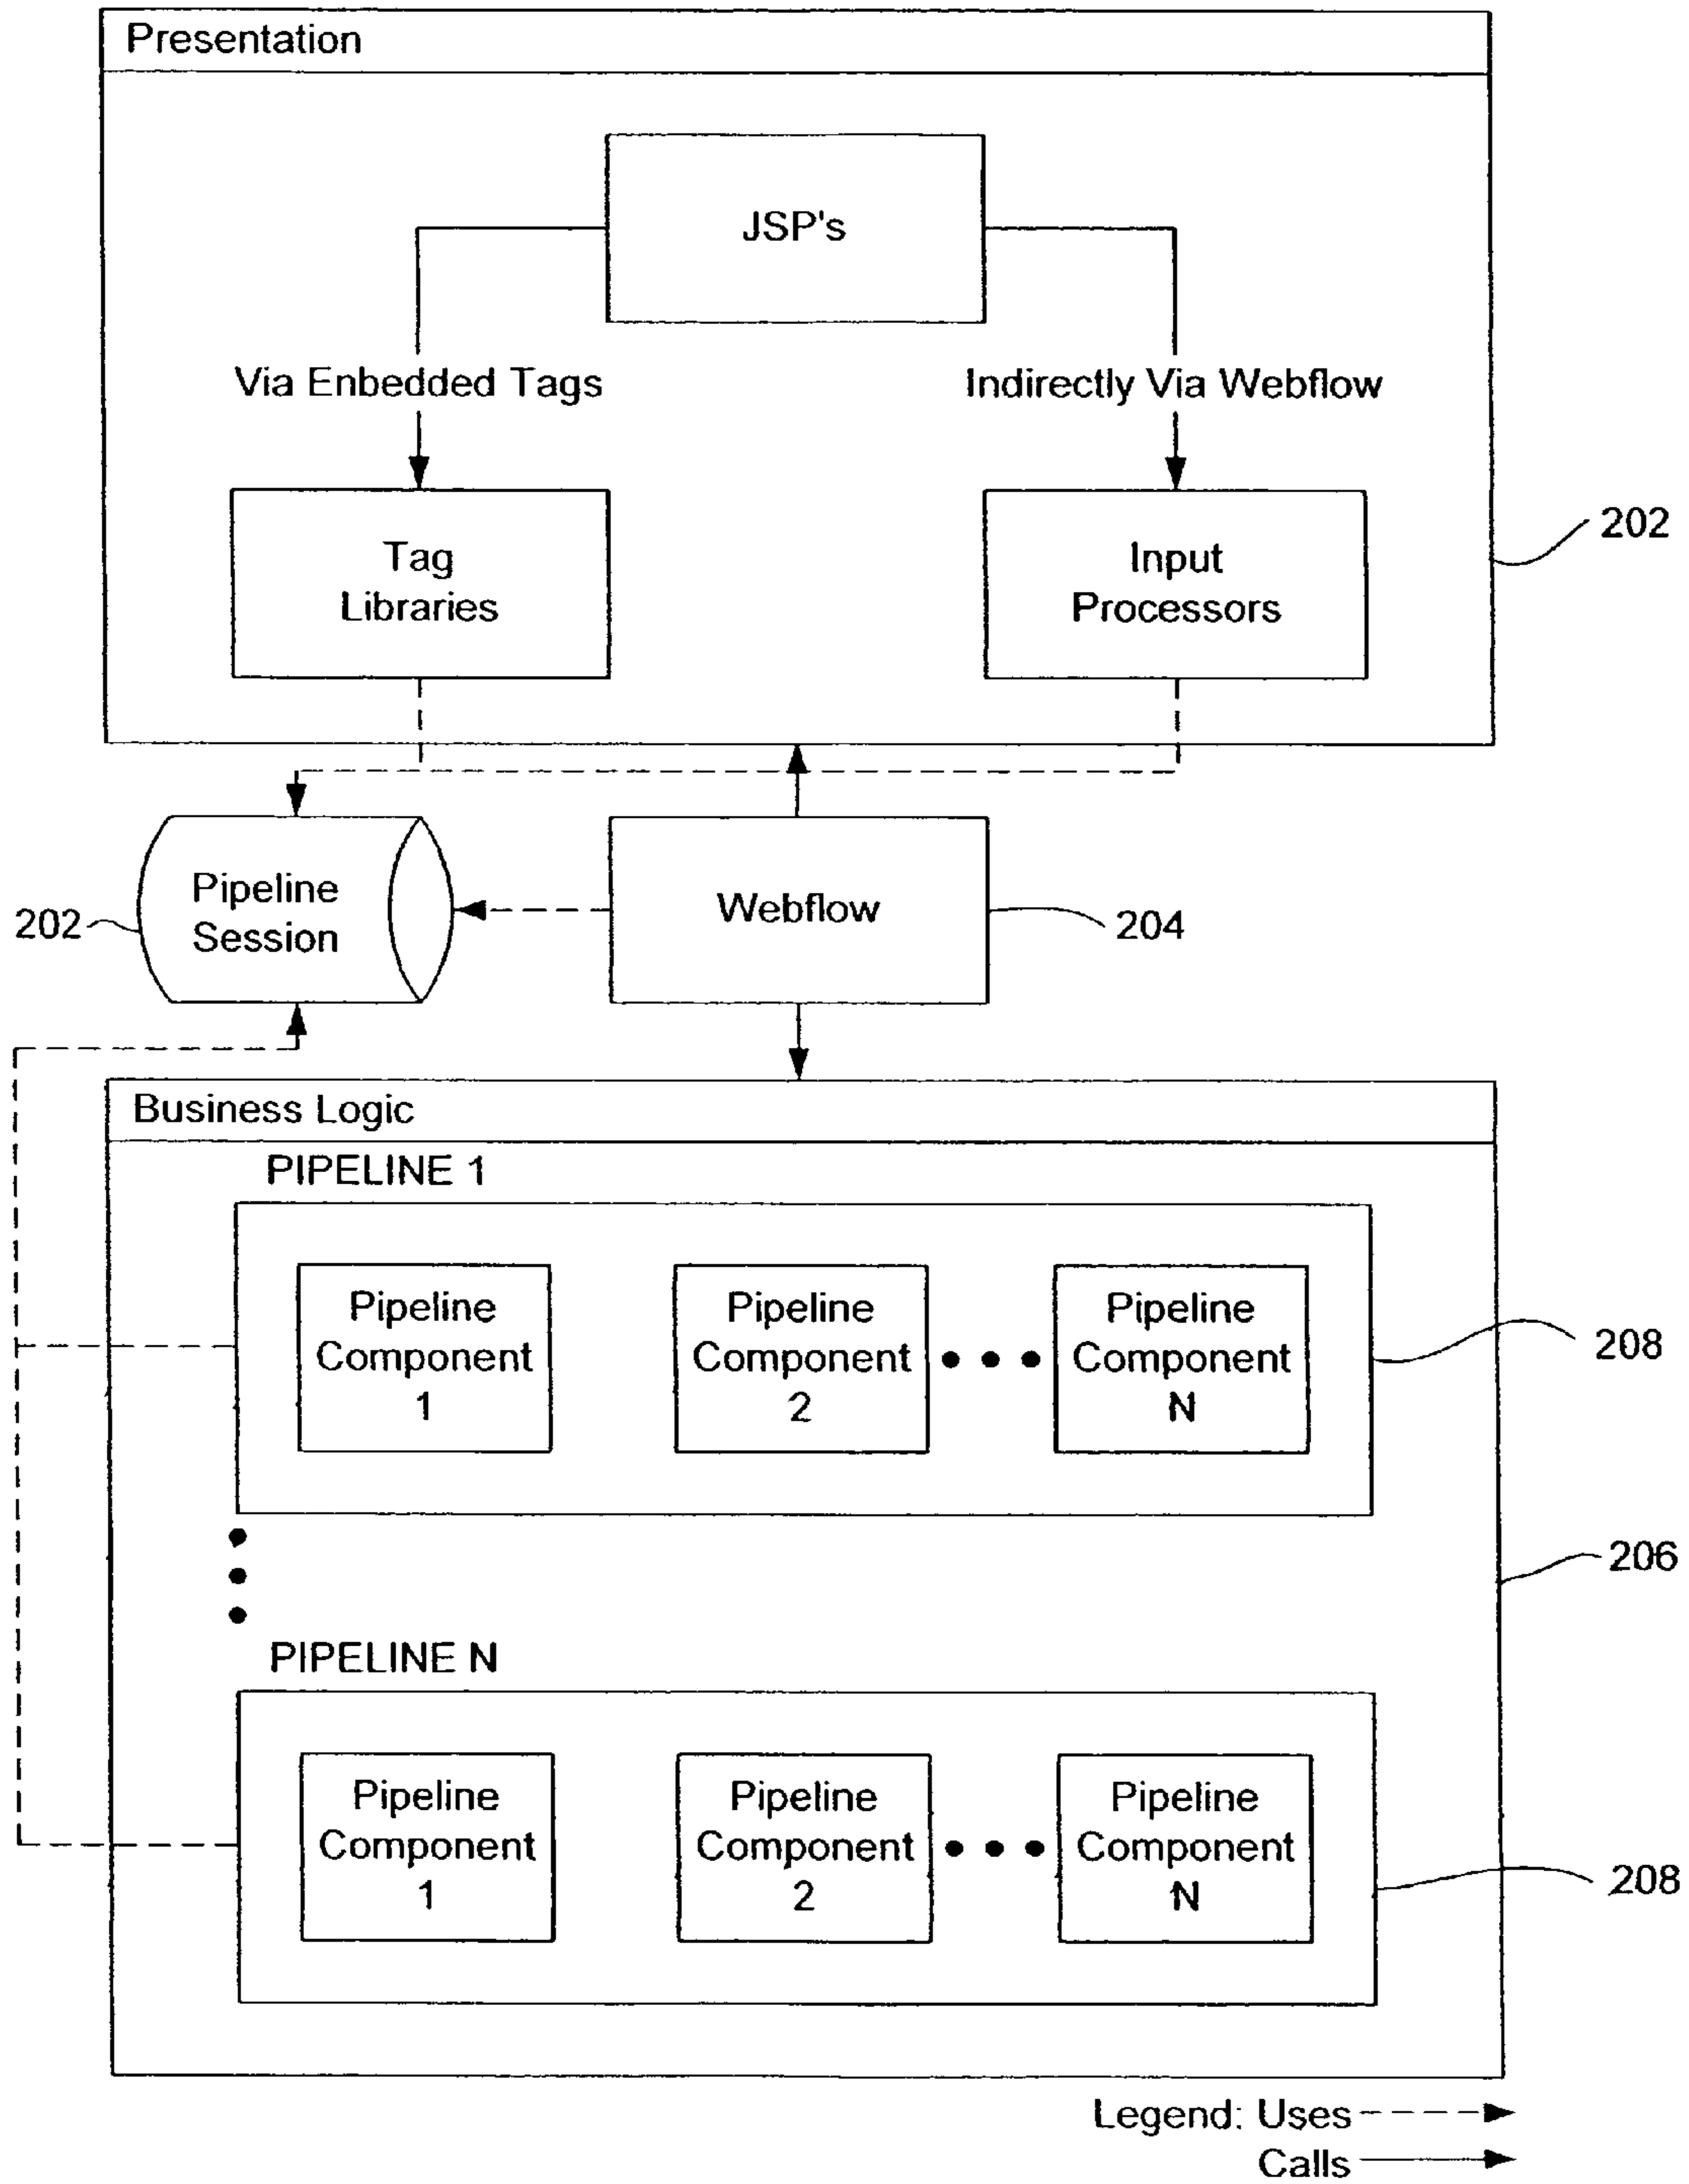 Presentation
JSP's
Via Enbedded Tags
Indirectly Via Webflow
Tag
Libraries
Input
Processors
202
Pipeline
Session
202
Webflow
204
Business Logic
PIPELINE 1
Pipeline
Component
1
Pipeline
Component
2
Pipeline
Component
N
208
206
PIPELINE N
Pipeline
Component
1
Pipeline
Component
2
Pipeline
Component
N
208
Legend: Uses
Calls